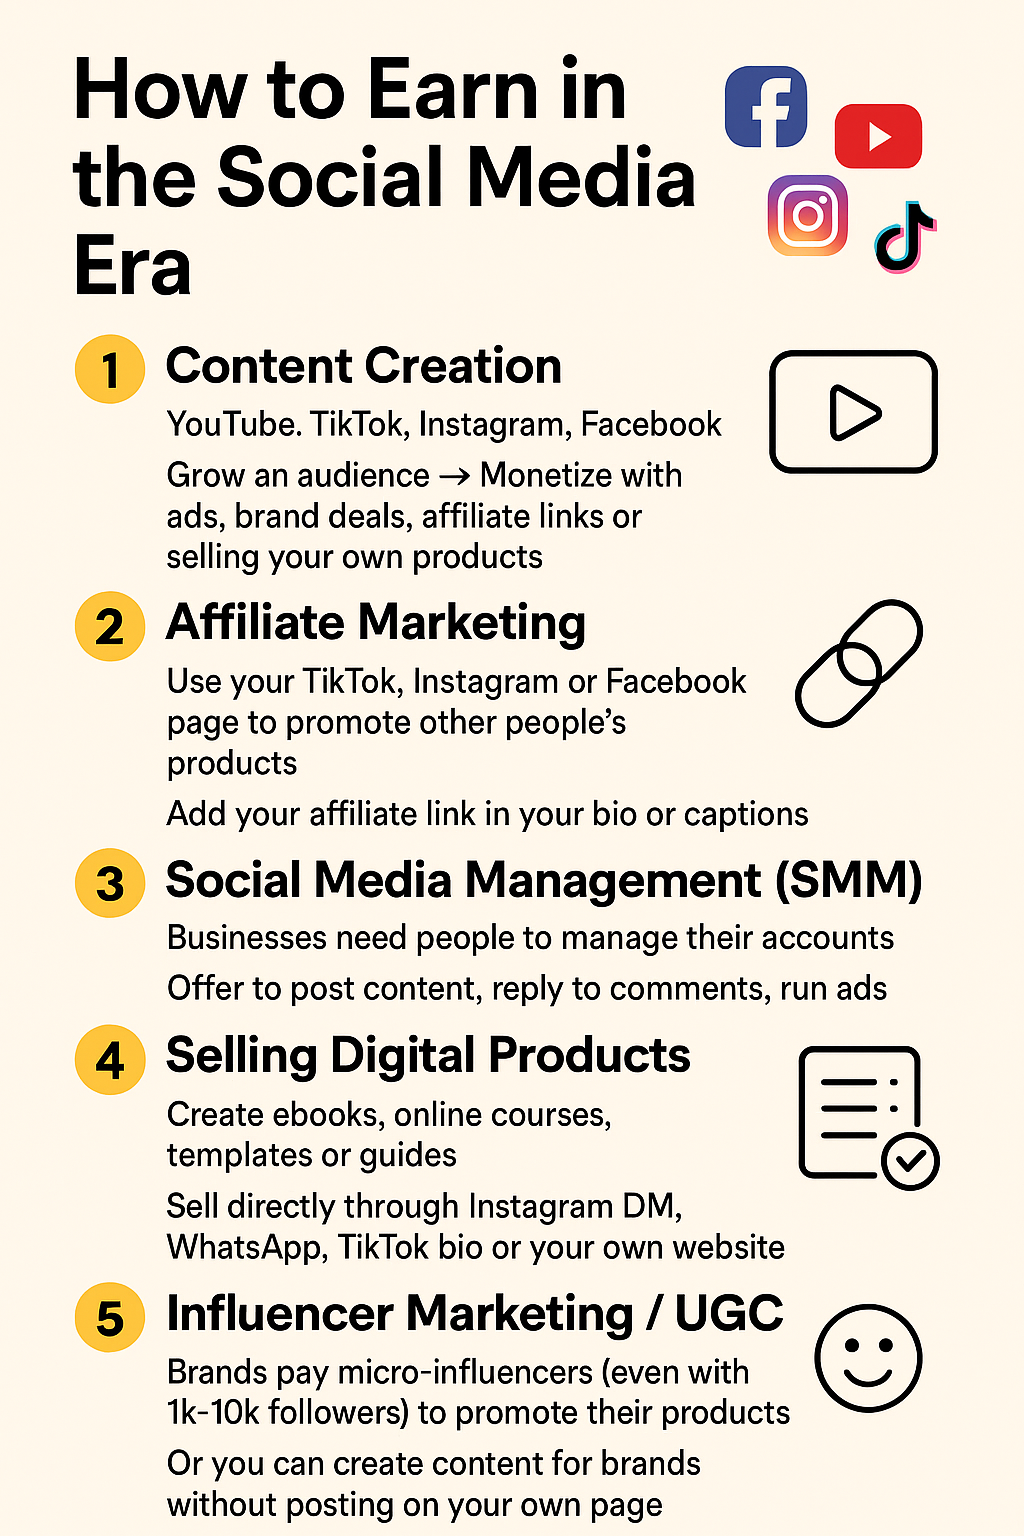 How to Earn in
the Social Media
Era
1 Content Creation
YouTube. TikTok, Instagram, Facebook
Grow an audience → Monetize with
ads, brand deals, affiliate links or
selling your own products
2 Affiliate Marketing
Use your TikTok, Instagram or Facebook
page to promote other people’s
products
Add your affiliate link in your bio or captions
3 Social Media Management (SMM)
Businesses need people to manage their accounts
Offer to post content, reply to comments, run ads
4 Selling Digital Products
Create ebooks, online courses,
templates or guides
Sell directly through Instagram DM,
WhatsApp, TikTok bio or your own website
5 Influencer Marketing / UGC
Brands pay micro-influencers (even with
1k-10k followers) to promote their products
Or you can create content for brands
without posting on your own page